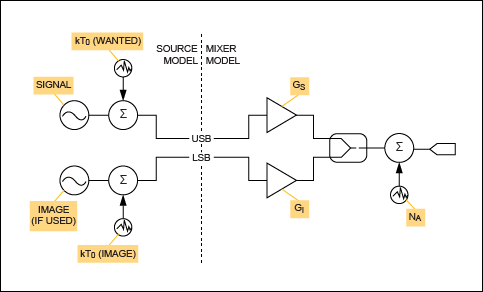 kT0 (WANTED)
SOURCE MODEL
MIXER MODEL
SIGNAL
Σ
GS
USB
LSB
Σ
Σ
IMAGE
(IF USED)
kT0 (IMAGE)
GI
NA